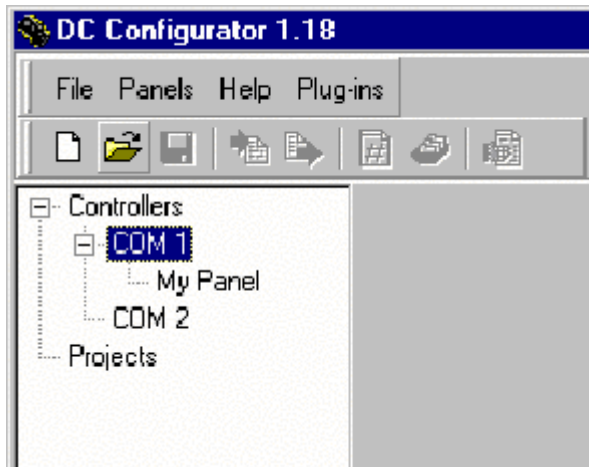 DC Configurator 1.18
File Panels Help Plug-ins
Controllers
COM 1
My Panel
COM 2
Projects